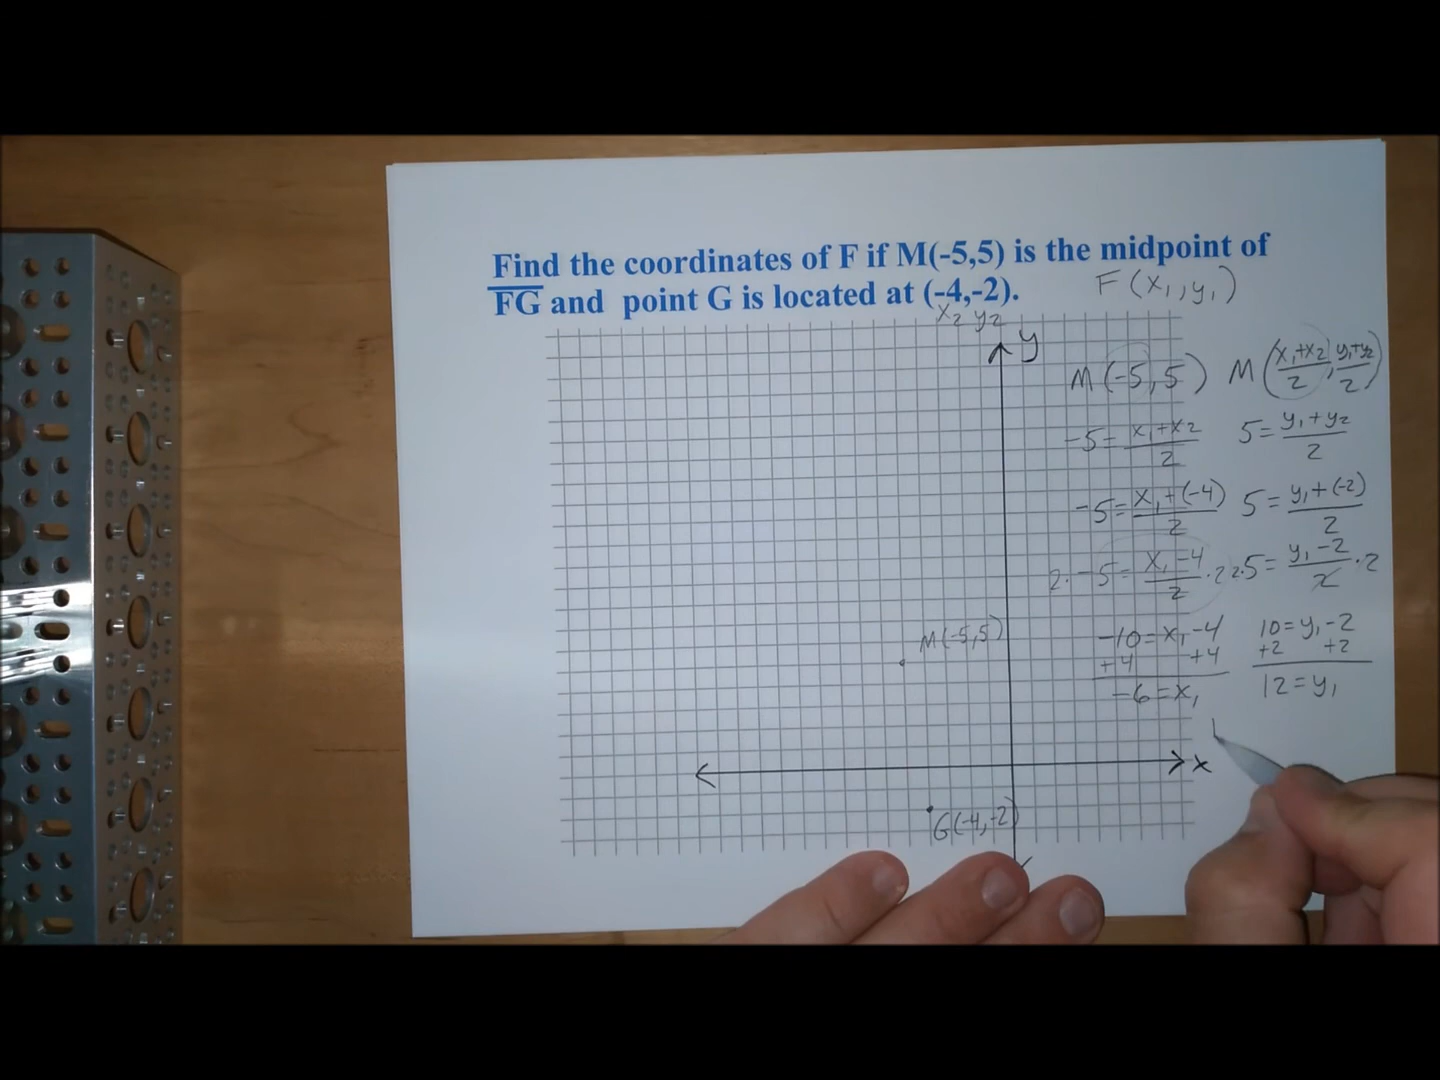 Find the coordinates of F if M(-5,5) is the midpoint of
FG and point G is located at (-4,-2).
F(x₁,y₁)
x₂ y₂
y
M(-5,5) M(x₁+x₂/2, y₁+y₂/2)
-5=x₁+x₂/2 5=y₁+y₂/2
-5=x₁+(-4)/2 5=y₁+(-2)/2
2·-5=x₁-4/2·2 2·5=y₁-2/2·2
M(-5,5)
-10=x₁-4 10=y₁-2
+4 +4 +2 +2
-6=x₁ 12=y₁
x
G(-4,-2)